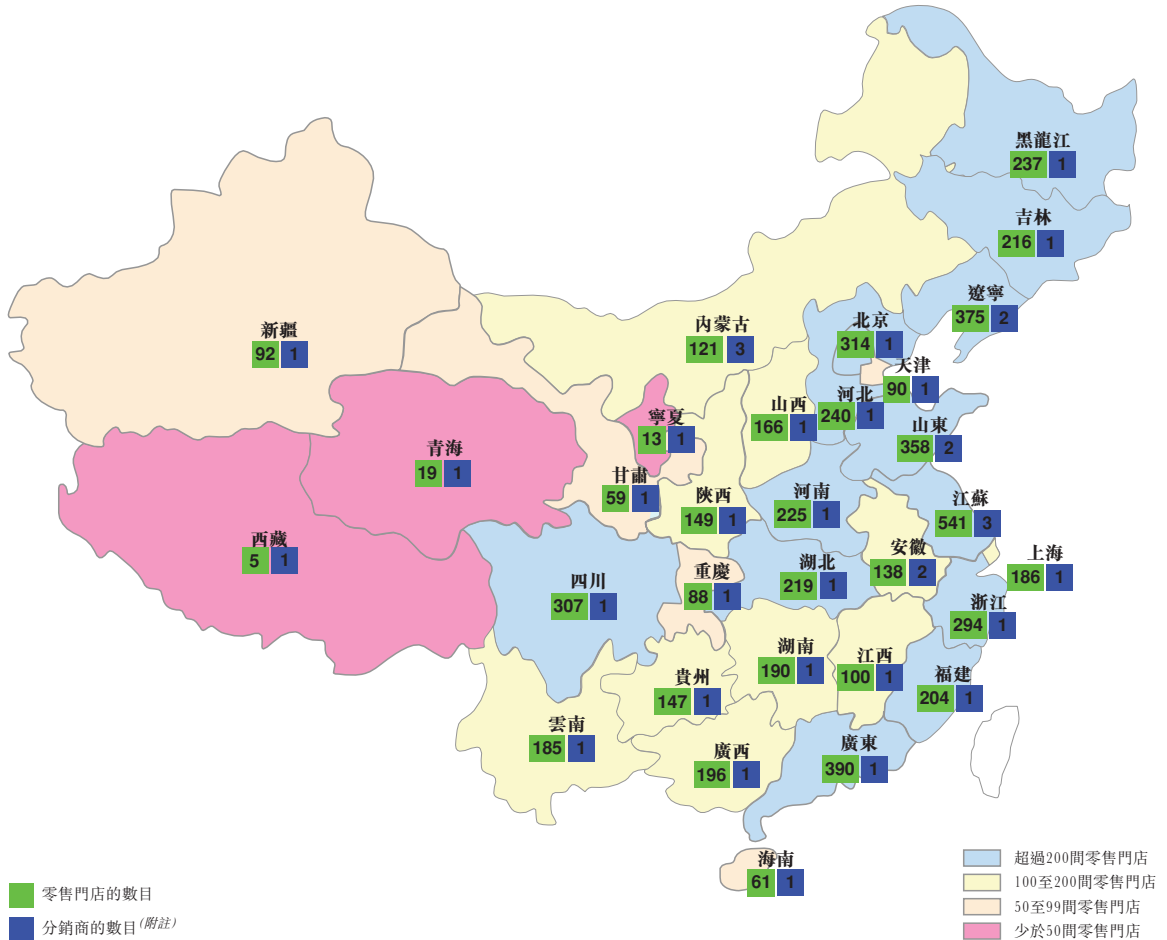 黑龍江
237 1
吉林
216 1
遼寧
375 2
新疆
92 1
內蒙古
121 3
北京
314 1
天津
90 1
河北
240 1
山西
166 1
寧夏
13 1
山東
358 2
青海
19 1
甘肅
59 1
陝西
149 1
河南
225 1
江蘇
541 3
西藏
5 1
安徽
138 2
上海
186 1
四川
307 1
重慶
88 1
湖北
219 1
浙江
294 1
湖南
190 1
江西
100 1
福建
204 1
貴州
147 1
雲南
185 1
廣西
196 1
廣東
390 1
海南
61 1
零售門店的數目
分銷商的數目(附註)
超過200間零售門店
100至200間零售門店
50至99間零售門店
少於50間零售門店